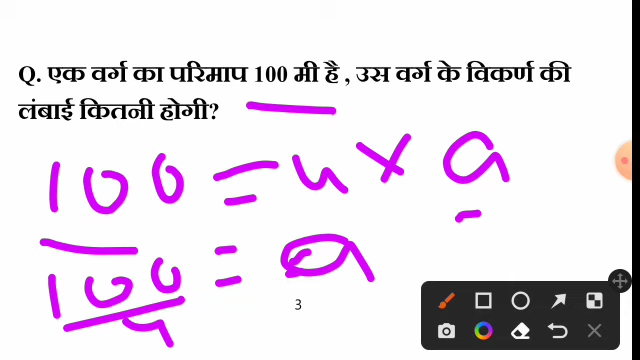 Q. एक वर्ग का परिमाप 100 मी है , उस वर्ग के विकर्ण की
लंबाई कितनी होगी?
100 = 4 × a
100/4 = a
3